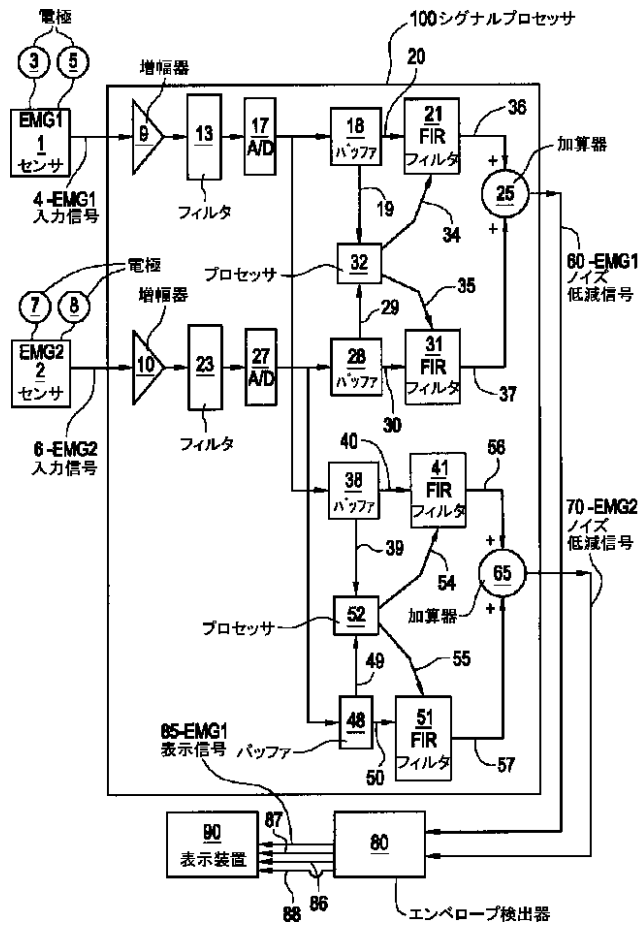 電極
3
5
EMG1
1
センサ
4-EMG1
入力信号
100シグナルプロセッサ
増幅器
9
13
フィルタ
17
A/D
18
バッファ
20
21
FIR
フィルタ
36
加算器
+
25
+
19
34
プロセッサ
32
35
29
60-EMG1
ノイズ
低減信号
電極
7
8
EMG2
2
センサ
6-EMG2
入力信号
増幅器
10
23
フィルタ
27
A/D
28
バッファ
30
31
FIR
フィルタ
37
40
38
バッファ
41
FIR
フィルタ
56
70-EMG2
ノイズ
低減信号
39
54
+
65
+
加算器
プロセッサ
52
55
49
48
バッファ
50
51
FIR
フィルタ
57
85-EMG1
表示信号
87
90
表示装置
86
88
80
エンベロープ検出器